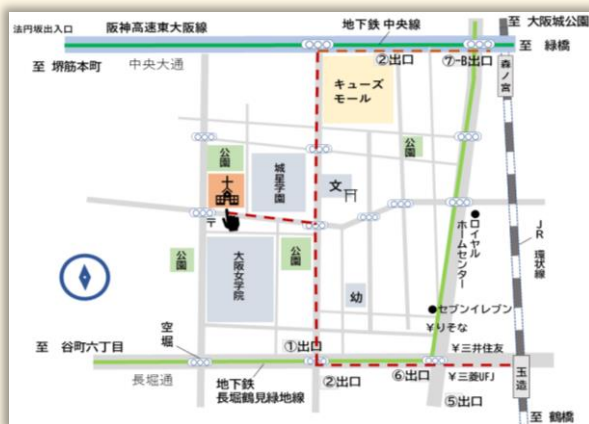 法円坂出入口
阪神高速東大阪線
地下鉄 中央線
至 大阪城公園
至 緑橋
至 堺筋本町
中央大通
②出口
⑦-B出口
森ノ宮
キューズ
モール
公園
公園
城星学園
文
〒
ロイヤル
ホームセンター
JR 環状線
公園
大阪女学院
公園
幼
セブンイレブン
¥りそな
空堀
至 谷町六丁目
①出口
¥三井住友
長堀通
地下鉄
長堀鶴見緑地線
②出口
⑥出口
¥三菱UFJ
玉造
⑤出口
至 鶴橋